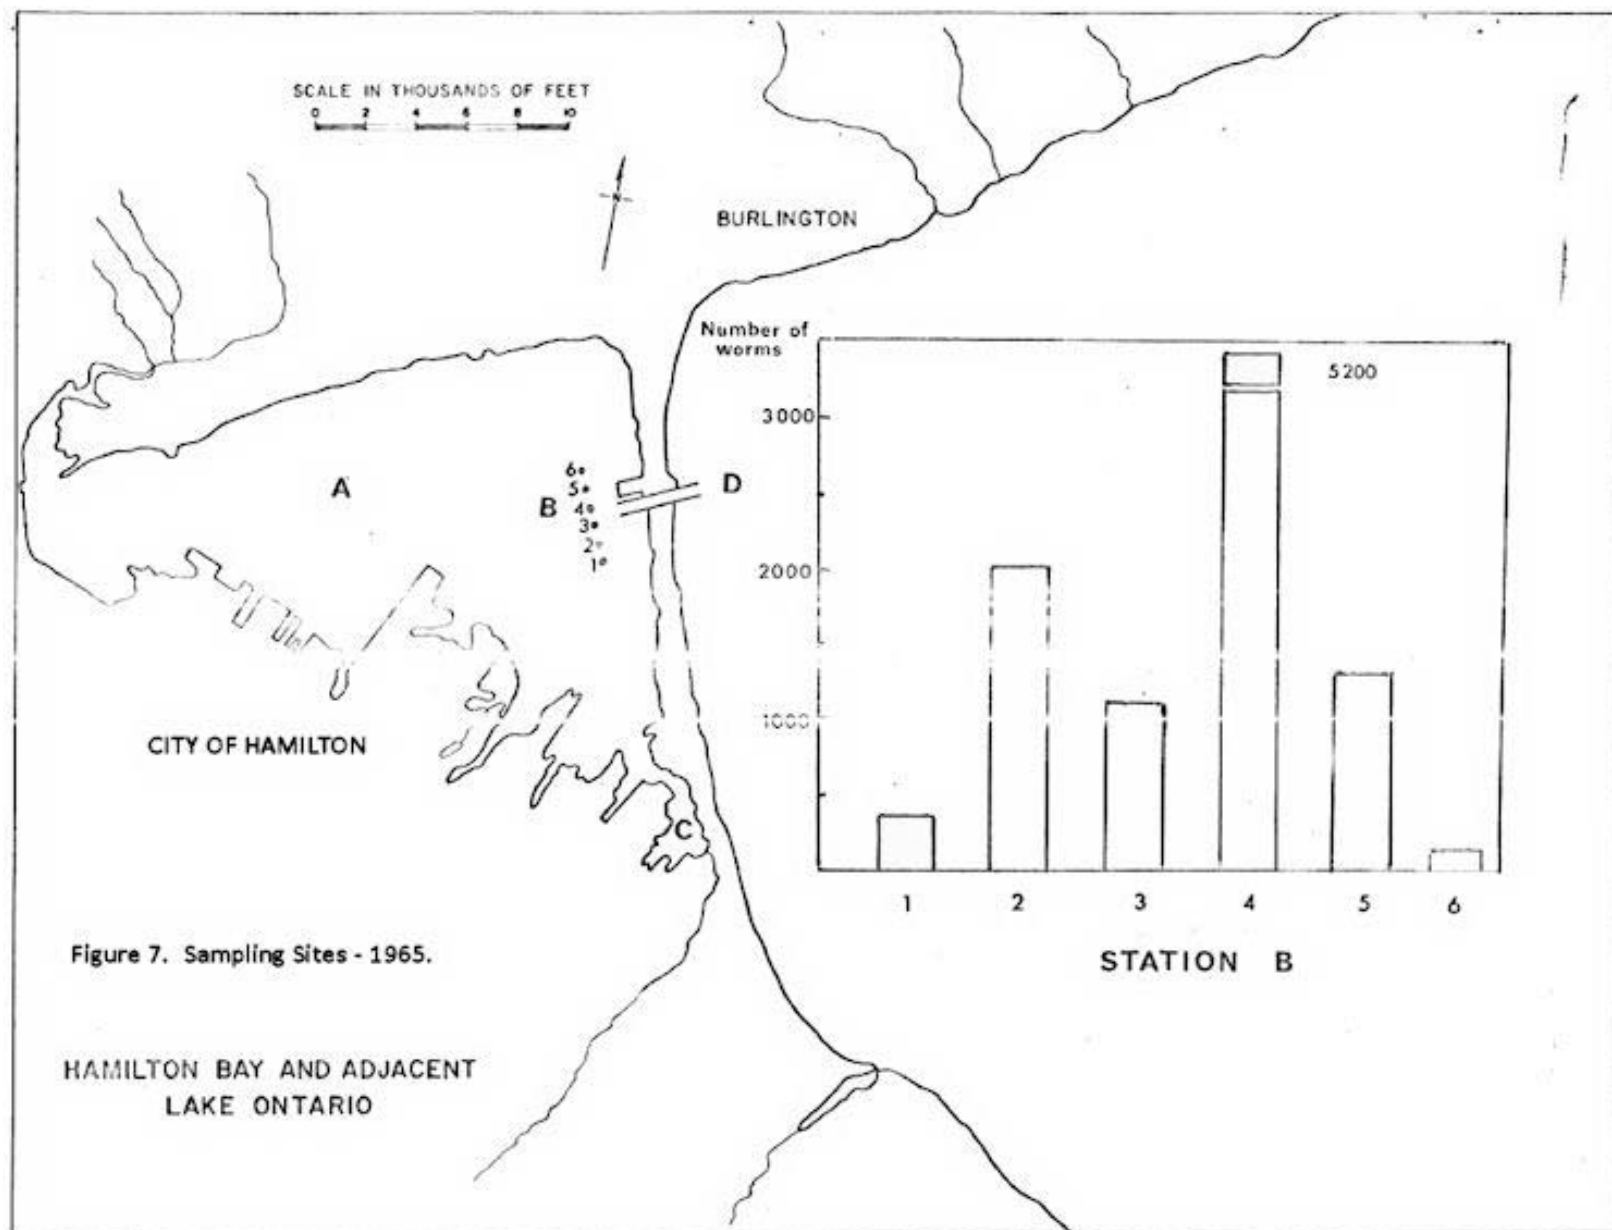 SCALE IN THOUSANDS OF FEET
0 2 4 6 8 10
N
BURLINGTON
Number of
worms
5200
3000
2000
1000
A
B
D
6
5
4
3
2
1
C
CITY OF HAMILTON
1 2 3 4 5 6
STATION B
Figure 7. Sampling Sites - 1965.
HAMILTON BAY AND ADJACENT
LAKE ONTARIO